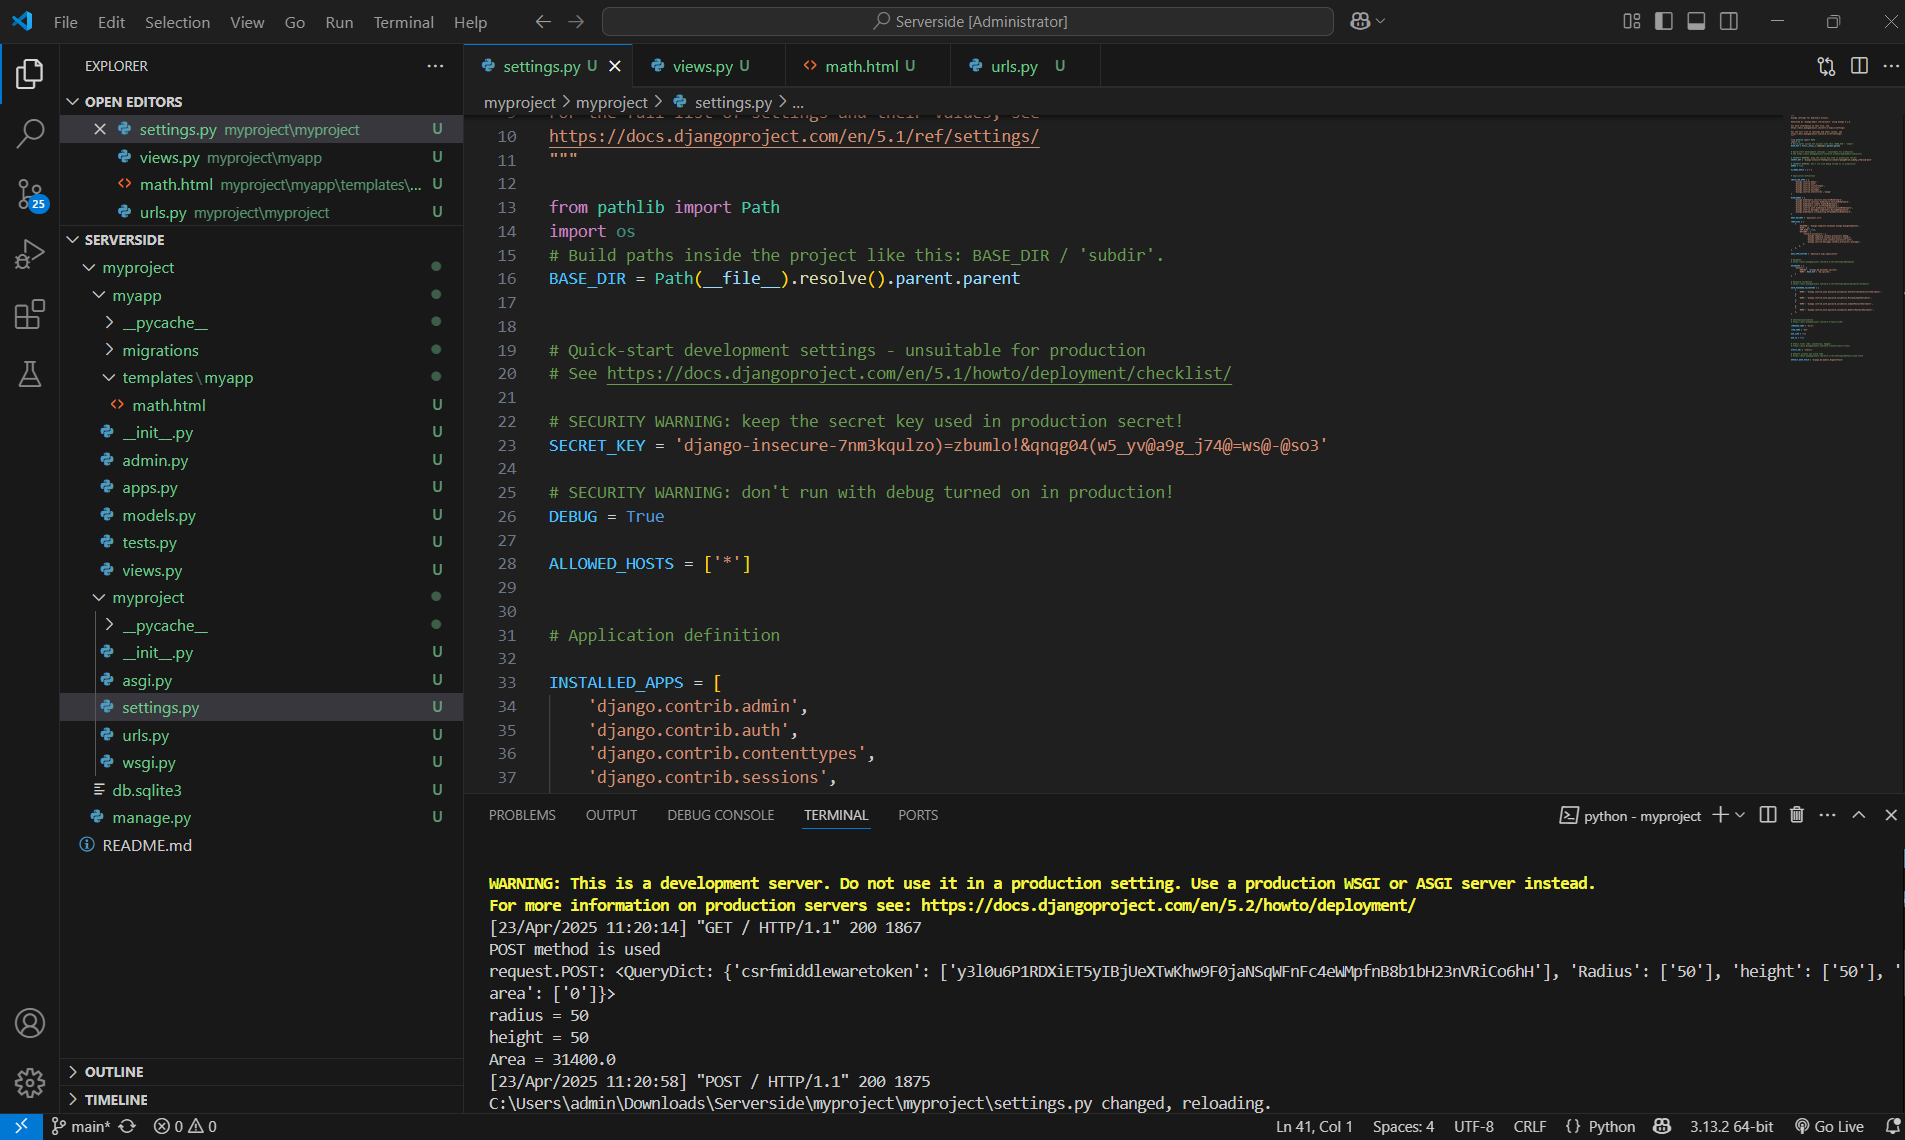 File Edit Selection View Go Run Terminal Help
Serverside [Administrator]
EXPLORER
OPEN EDITORS
settings.py myproject\myproject U
views.py myproject\myapp U
math.html myproject\myapp\templates\... U
urls.py myproject\myproject U
SERVERSIDE
myproject
myapp
__pycache__
migrations
templates\myapp
math.html U
__init__.py U
admin.py U
apps.py U
models.py U
tests.py U
views.py U
myproject
__pycache__
__init__.py U
asgi.py U
settings.py U
urls.py U
wsgi.py U
db.sqlite3 U
manage.py U
README.md
OUTLINE
TIMELINE
25
settings.py U views.py U math.html U urls.py U
myproject > myproject > settings.py > ...
9 For the full list of settings and their values, see
10 https://docs.djangoproject.com/en/5.1/ref/settings/
11 """
12
13 from pathlib import Path
14 import os
15 # Build paths inside the project like this: BASE_DIR / 'subdir'.
16 BASE_DIR = Path(__file__).resolve().parent.parent
17
18
19 # Quick-start development settings - unsuitable for production
20 # See https://docs.djangoproject.com/en/5.1/howto/deployment/checklist/
21
22 # SECURITY WARNING: keep the secret key used in production secret!
23 SECRET_KEY = 'django-insecure-7nm3kqulzo)=zbumlo!&qnqg04(w5_yv@a9g_j74@=ws@-@so3'
24
25 # SECURITY WARNING: don't run with debug turned on in production!
26 DEBUG = True
27
28 ALLOWED_HOSTS = ['*']
29
30
31 # Application definition
32
33 INSTALLED_APPS = [
34 'django.contrib.admin',
35 'django.contrib.auth',
36 'django.contrib.contenttypes',
37 'django.contrib.sessions',
PROBLEMS OUTPUT DEBUG CONSOLE TERMINAL PORTS
python - myproject
WARNING: This is a development server. Do not use it in a production setting. Use a production WSGI or ASGI server instead.
For more information on production servers see: https://docs.djangoproject.com/en/5.2/howto/deployment/
[23/Apr/2025 11:20:14] "GET / HTTP/1.1" 200 1867
POST method is used
request.POST: <QueryDict: {'csrfmiddlewaretoken': ['y3l0u6P1RDXiET5yIBjUeXTwKhw9F0jaNSqWFnFc4eWMpfnB8b1bH23nVRiCo6hH'], 'Radius': ['50'], 'height': ['50'], '
area': ['0']}>
radius = 50
height = 50
Area = 31400.0
[23/Apr/2025 11:20:58] "POST / HTTP/1.1" 200 1875
C:\Users\admin\Downloads\Serverside\myproject\myproject\settings.py changed, reloading.
main* 0 0 Ln 41, Col 1 Spaces: 4 UTF-8 CRLF {} Python 3.13.2 64-bit Go Live